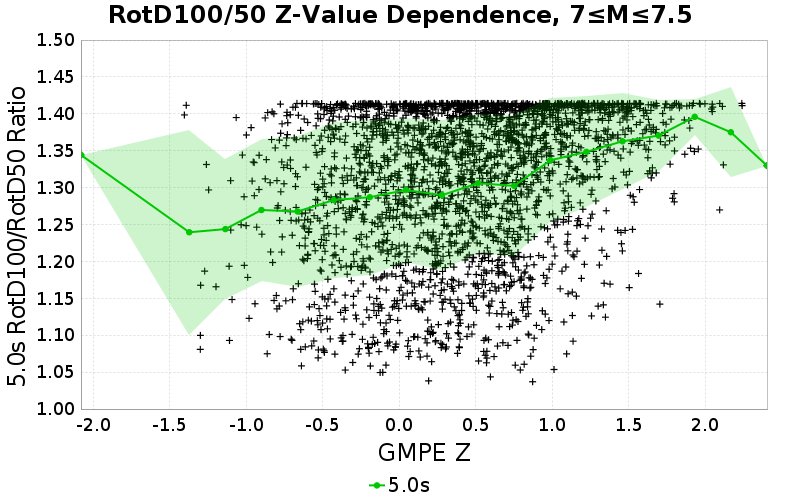 RotD100/50 Z-Value Dependence, 7≤M≤7.5
1.50
1.45
1.40
1.35
1.30
1.25
1.20
1.15
1.10
1.05
1.00
5.0s RotD100/RotD50 Ratio
-2.0 -1.5 -1.0 -0.5 0.0 0.5 1.0 1.5 2.0
GMPE Z
5.0s